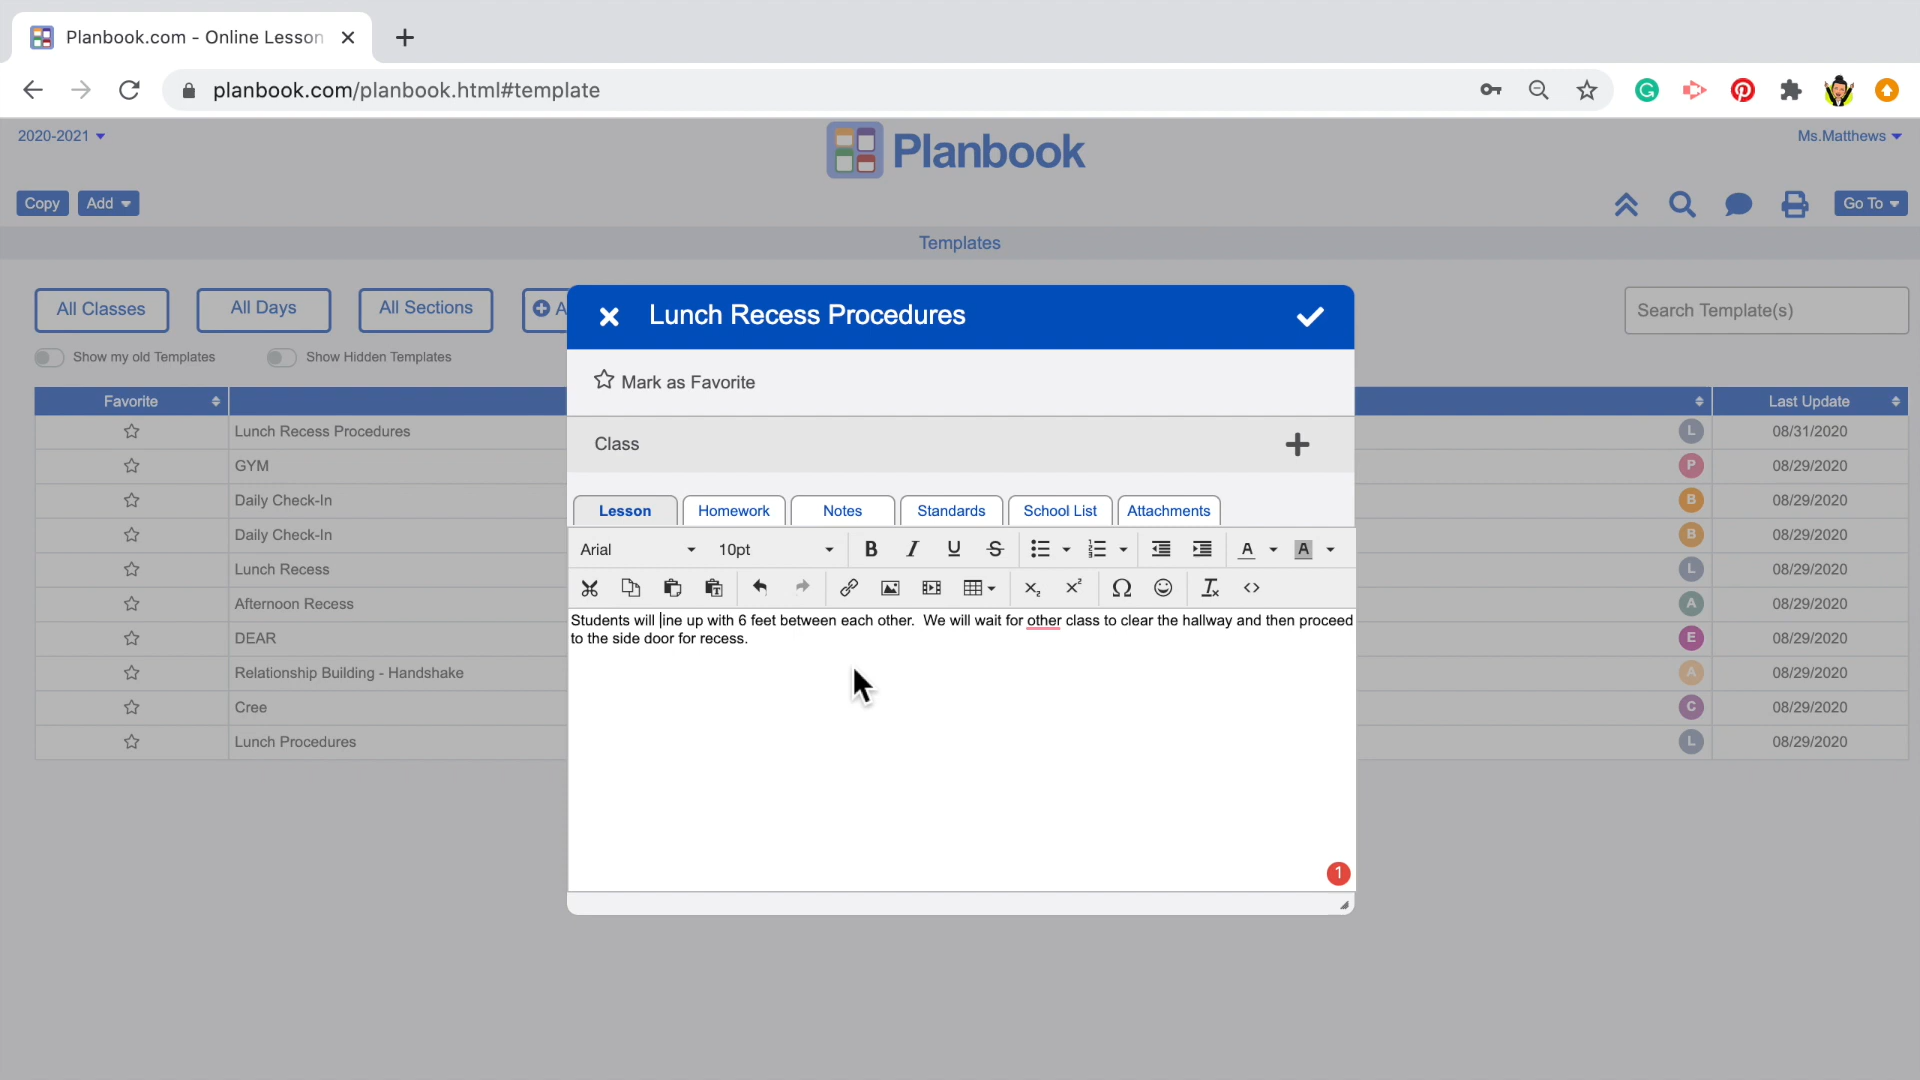 Planbook.com - Online Lesson
planbook.com/planbook.html#template
2020-2021
Planbook
Ms.Matthews
Copy
Add
Go To
Templates
All Classes
All Days
All Sections
A
Search Template(s)
Show my old Templates
Show Hidden Templates
Favorite
Last Update
Lunch Recess Procedures
L
08/31/2020
GYM
P
08/29/2020
Daily Check-In
B
08/29/2020
Daily Check-In
B
08/29/2020
Lunch Recess
L
08/29/2020
Afternoon Recess
A
08/29/2020
DEAR
E
08/29/2020
Relationship Building - Handshake
A
08/29/2020
Cree
C
08/29/2020
Lunch Procedures
L
08/29/2020
Lunch Recess Procedures
Mark as Favorite
Class
Lesson
Homework
Notes
Standards
School List
Attachments
Arial
10pt
Students will line up with 6 feet between each other.  We will wait for other class to clear the hallway and then proceed
to the side door for recess.
1